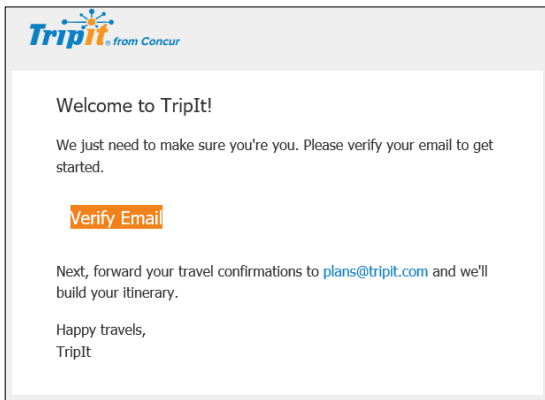 TripIt® from Concur
Welcome to TripIt!
We just need to make sure you're you. Please verify your email to get
started.
Verify Email
Next, forward your travel confirmations to plans@tripit.com and we'll
build your itinerary.
Happy travels,
TripIt